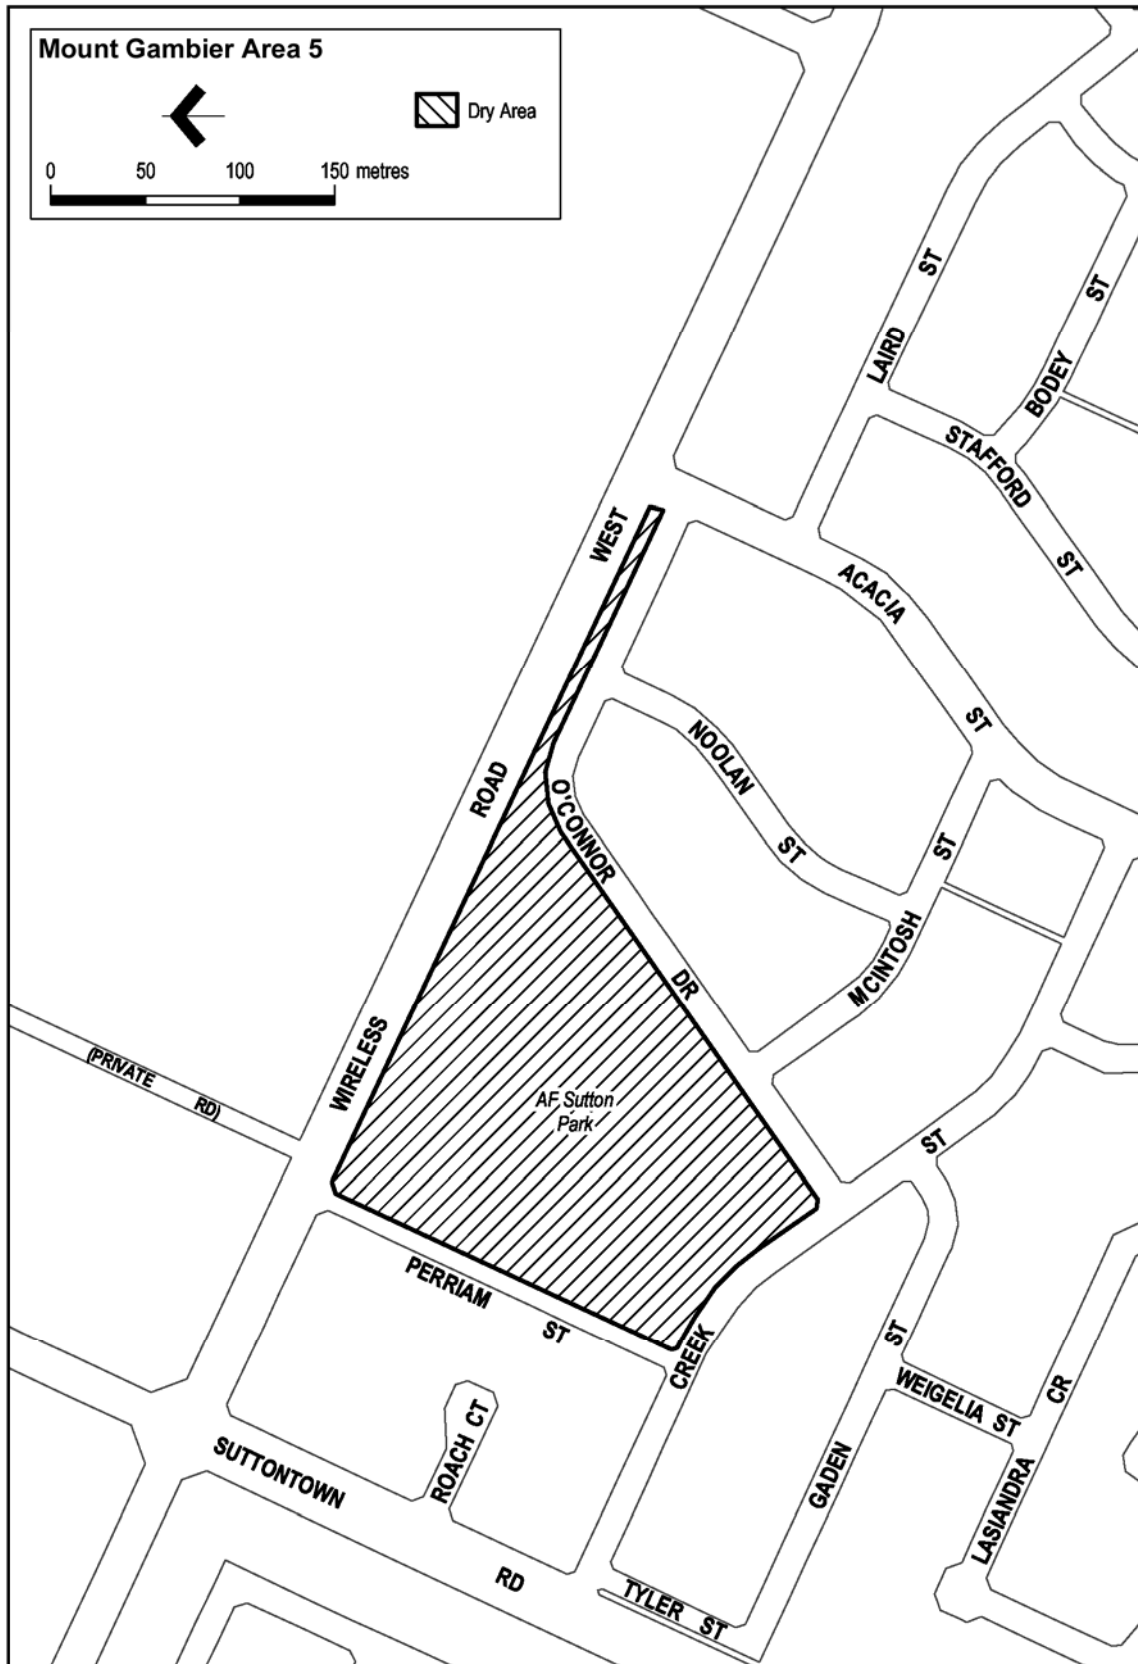 Mount Gambier Area 5
Dry Area
0 50 100 150 metres
LAIRD ST
BODEY ST
STAFFORD ST
WIRELESS ROAD WEST
ACACIA ST
NOOLAN ST
O'CONNOR DR
MCINTOSH ST
(PRIVATE RD)
AF Sutton
Park
PERRIAM ST
CREEK ST
GADEN ST
WEIGELIA ST
LASIANDRA CR
ROACH CT
SUTTONTOWN RD
TYLER ST